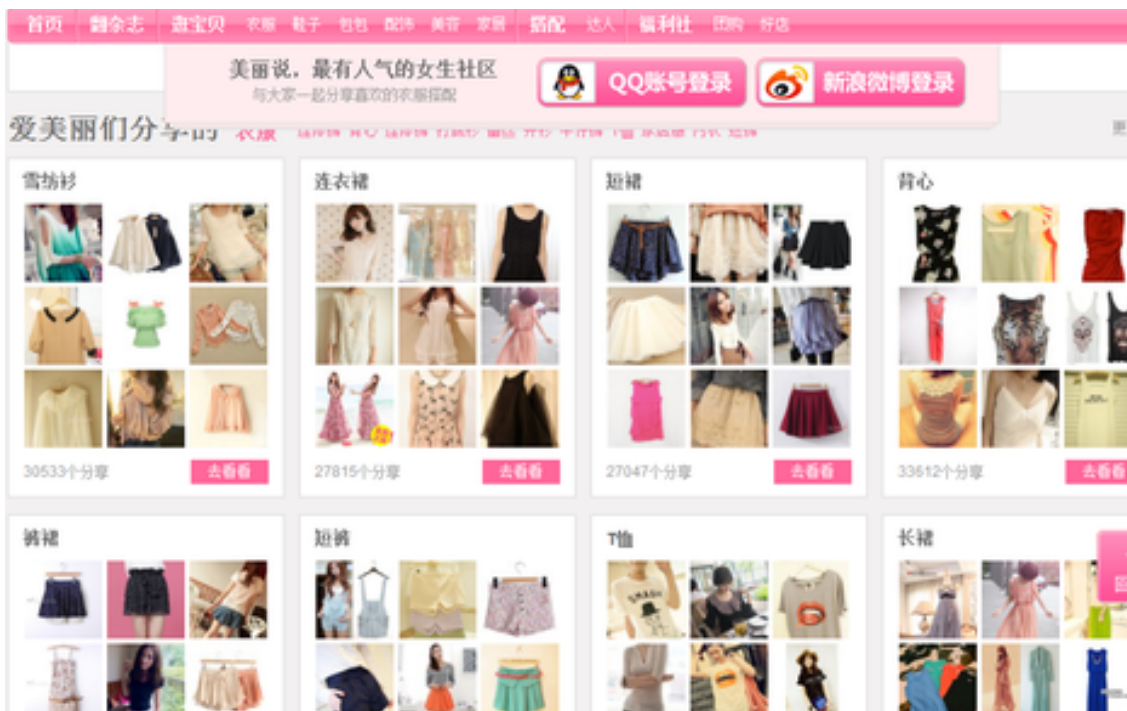 首页 翻杂志 逛宝贝 衣服 鞋子 包包 配饰 美容 家居 搭配 达人 福利社 团购 好店
美丽说，最有人气的女生社区
与大家一起分享喜欢的衣服搭配
QQ账号登录 新浪微博登录
爱美丽们分享的 衣服
更
雪纺衫 连衣裙 短裙 背心
30533个分享 去看看 27815个分享 去看看 27047个分享 去看看 33612个分享 去看看
裤裙 短裤 T恤 长裙
SMASH
回